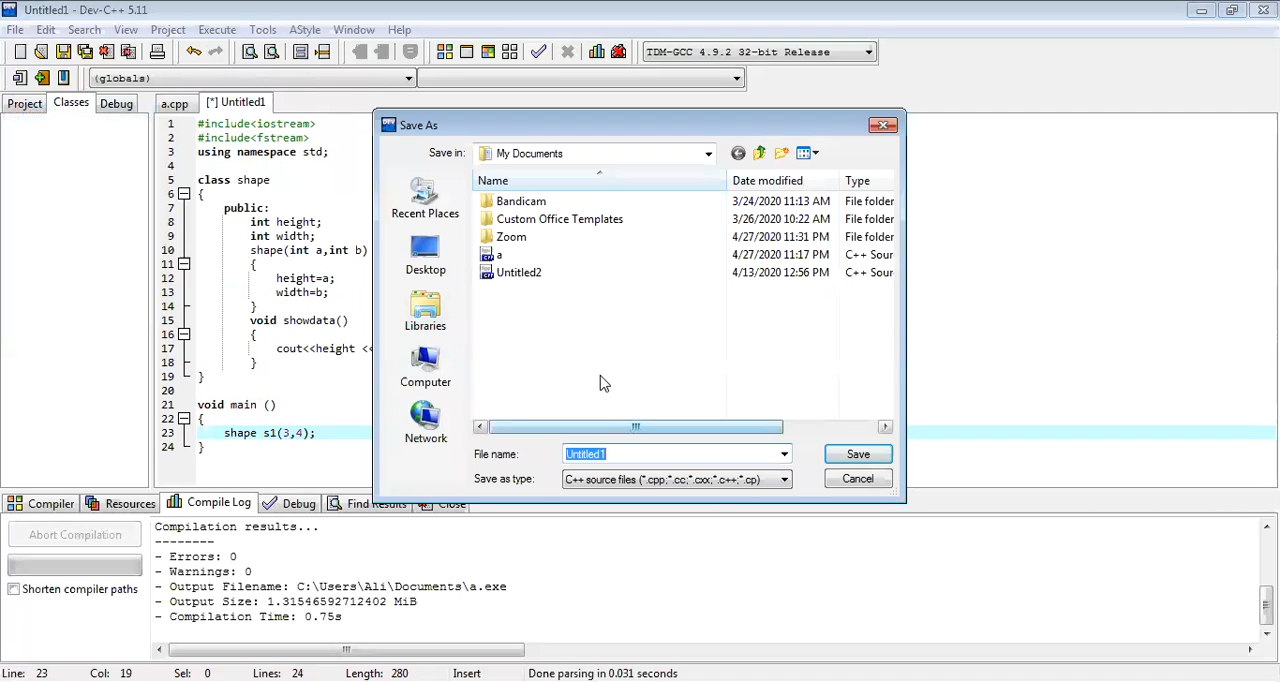 Untitled1 - Dev-C++ 5.11
File Edit Search View Project Execute Tools AStyle Window Help
TDM-GCC 4.9.2 32-bit Release
(globals)
Project Classes Debug a.cpp [*] Untitled1
1 #include<iostream>
2 #include<fstream>
3 using namespace std;
4
5 class shape
6 {
7 public:
8 int height;
9 int width;
10 shape(int a,int b)
11 {
12 height=a;
13 width=b;
14 }
15 void showdata()
16 {
17 cout<<height <<
18 }
19 }
20
21 void main ()
22 {
23 shape s1(3,4);
24 }
Save As
Save in: My Documents
Name Date modified Type
Bandicam 3/24/2020 11:13 AM File folder
Custom Office Templates 3/26/2020 10:22 AM File folder
Zoom 4/27/2020 11:31 PM File folder
a 4/27/2020 11:17 PM C++ Sour
Untitled2 4/13/2020 12:56 PM C++ Sour
Recent Places
Desktop
Libraries
Computer
Network
File name: Untitled1 Save
Save as type: C++ source files (*.cpp;*.cc;*.cxx;*.c++;*.cp) Cancel
Compiler Resources Compile Log Debug Find Results Close
Abort Compilation
Shorten compiler paths
Compilation results...
--------
- Errors: 0
- Warnings: 0
- Output Filename: C:\Users\Ali\Documents\a.exe
- Output Size: 1.31546592712402 MiB
- Compilation Time: 0.75s
Line: 23 Col: 19 Sel: 0 Lines: 24 Length: 280 Insert Done parsing in 0.031 seconds